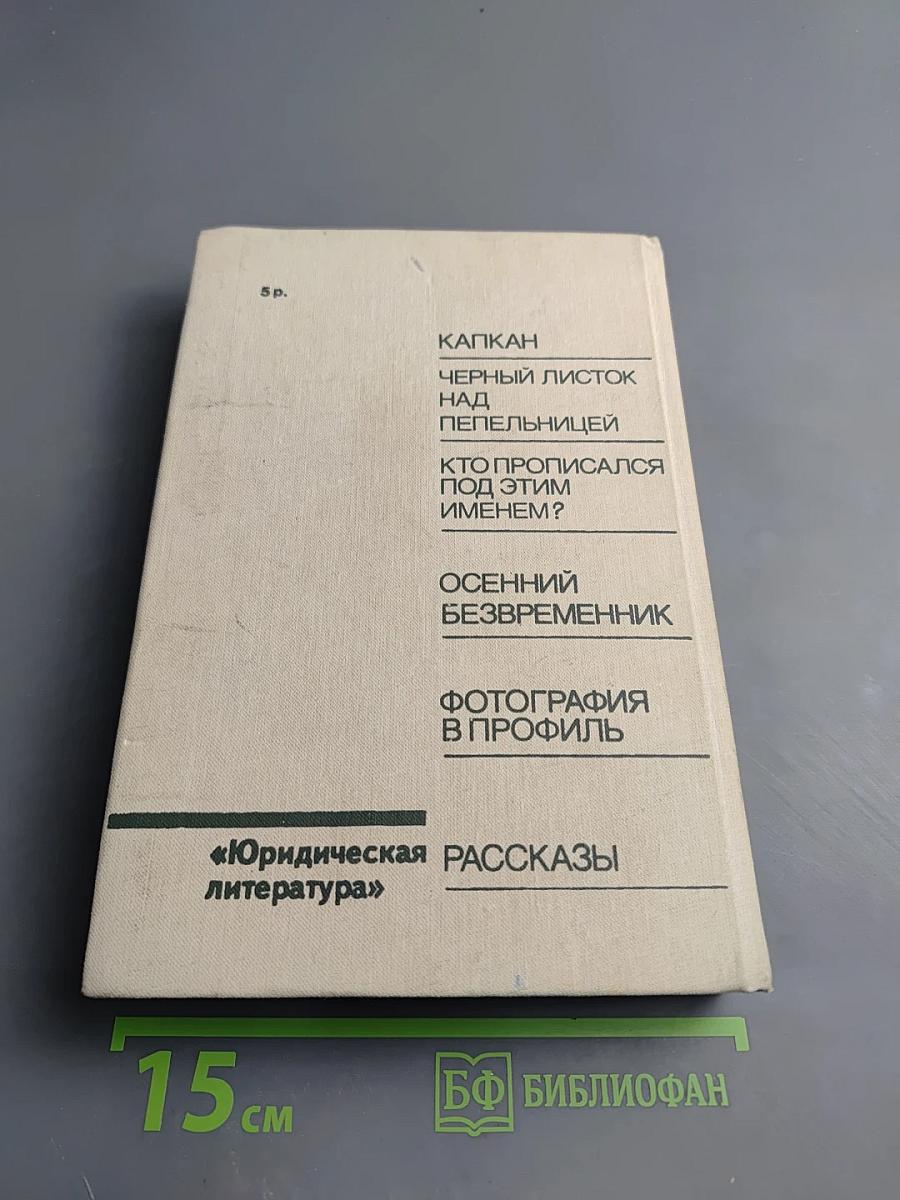 5 р.
КАПКАН
ЧЕРНЫЙ ЛИСТОК
НАД
ПЕПЕЛЬНИЦЕЙ
КТО ПРОПИСАЛСЯ
ПОД ЭТИМ
ИМЕНЕМ?
ОСЕННИЙ
БЕЗВРЕМЕННИК
ФОТОГРАФИЯ
В ПРОФИЛЬ
РАССКАЗЫ
«Юридическая
литература»
15 см
БФ БИБЛИОФАН